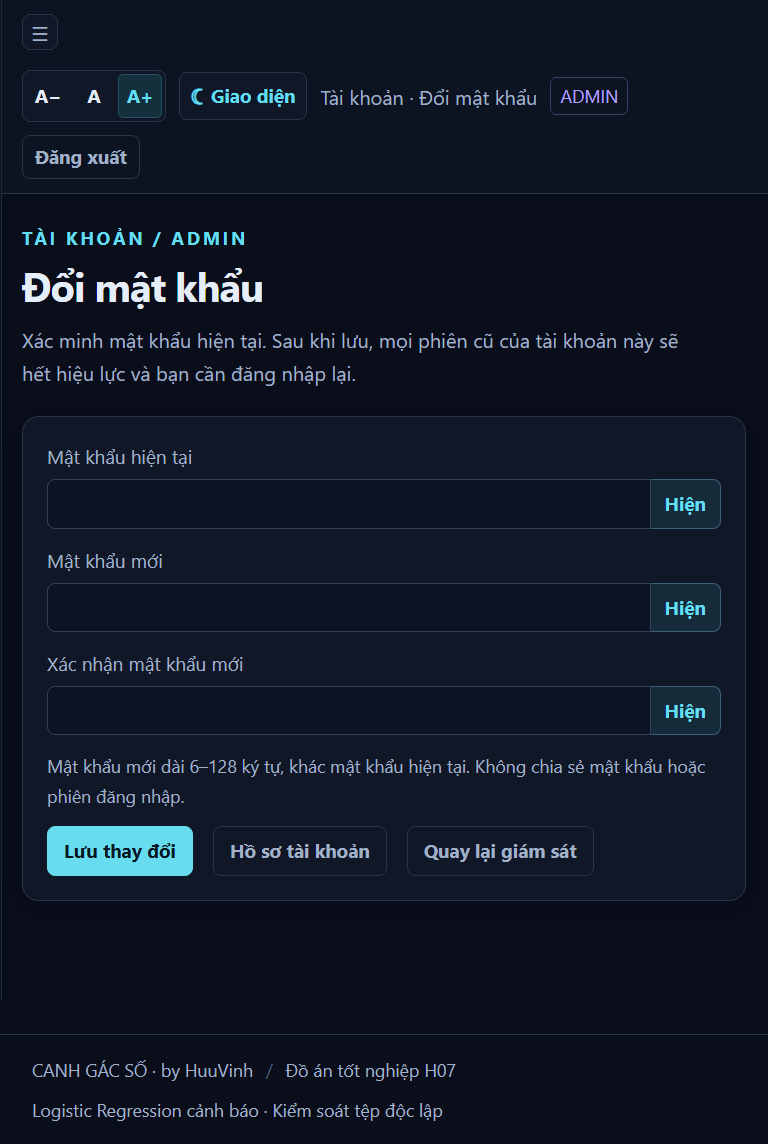 ☰
A− A A+ ☾ Giao diện Tài khoản · Đổi mật khẩu ADMIN
Đăng xuất
TÀI KHOẢN / ADMIN
Đổi mật khẩu
Xác minh mật khẩu hiện tại. Sau khi lưu, mọi phiên cũ của tài khoản này sẽ
hết hiệu lực và bạn cần đăng nhập lại.
Mật khẩu hiện tại
Hiện
Mật khẩu mới
Hiện
Xác nhận mật khẩu mới
Hiện
Mật khẩu mới dài 6–128 ký tự, khác mật khẩu hiện tại. Không chia sẻ mật khẩu hoặc
phiên đăng nhập.
Lưu thay đổi Hồ sơ tài khoản Quay lại giám sát
CANH GÁC SỐ · by HuuVinh / Đồ án tốt nghiệp H07
Logistic Regression cảnh báo · Kiểm soát tệp độc lập